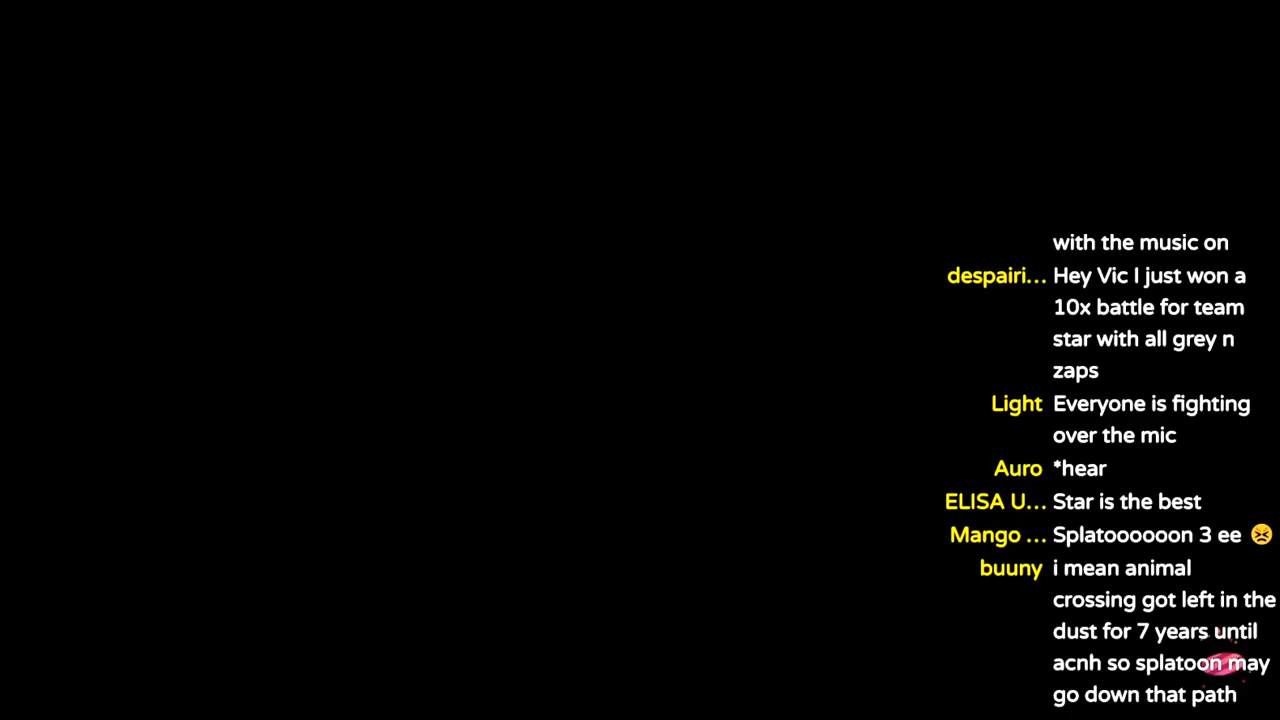 with the music on
despairi... Hey Vic I just won a
10x battle for team
star with all grey n
zaps
Light Everyone is fighting
over the mic
Auro *hear
ELISA U... Star is the best
Mango ... Splatoooooon 3 ee 😣
buuny i mean animal
crossing got left in the
dust for 7 years until
acnh so splatoon may
go down that path